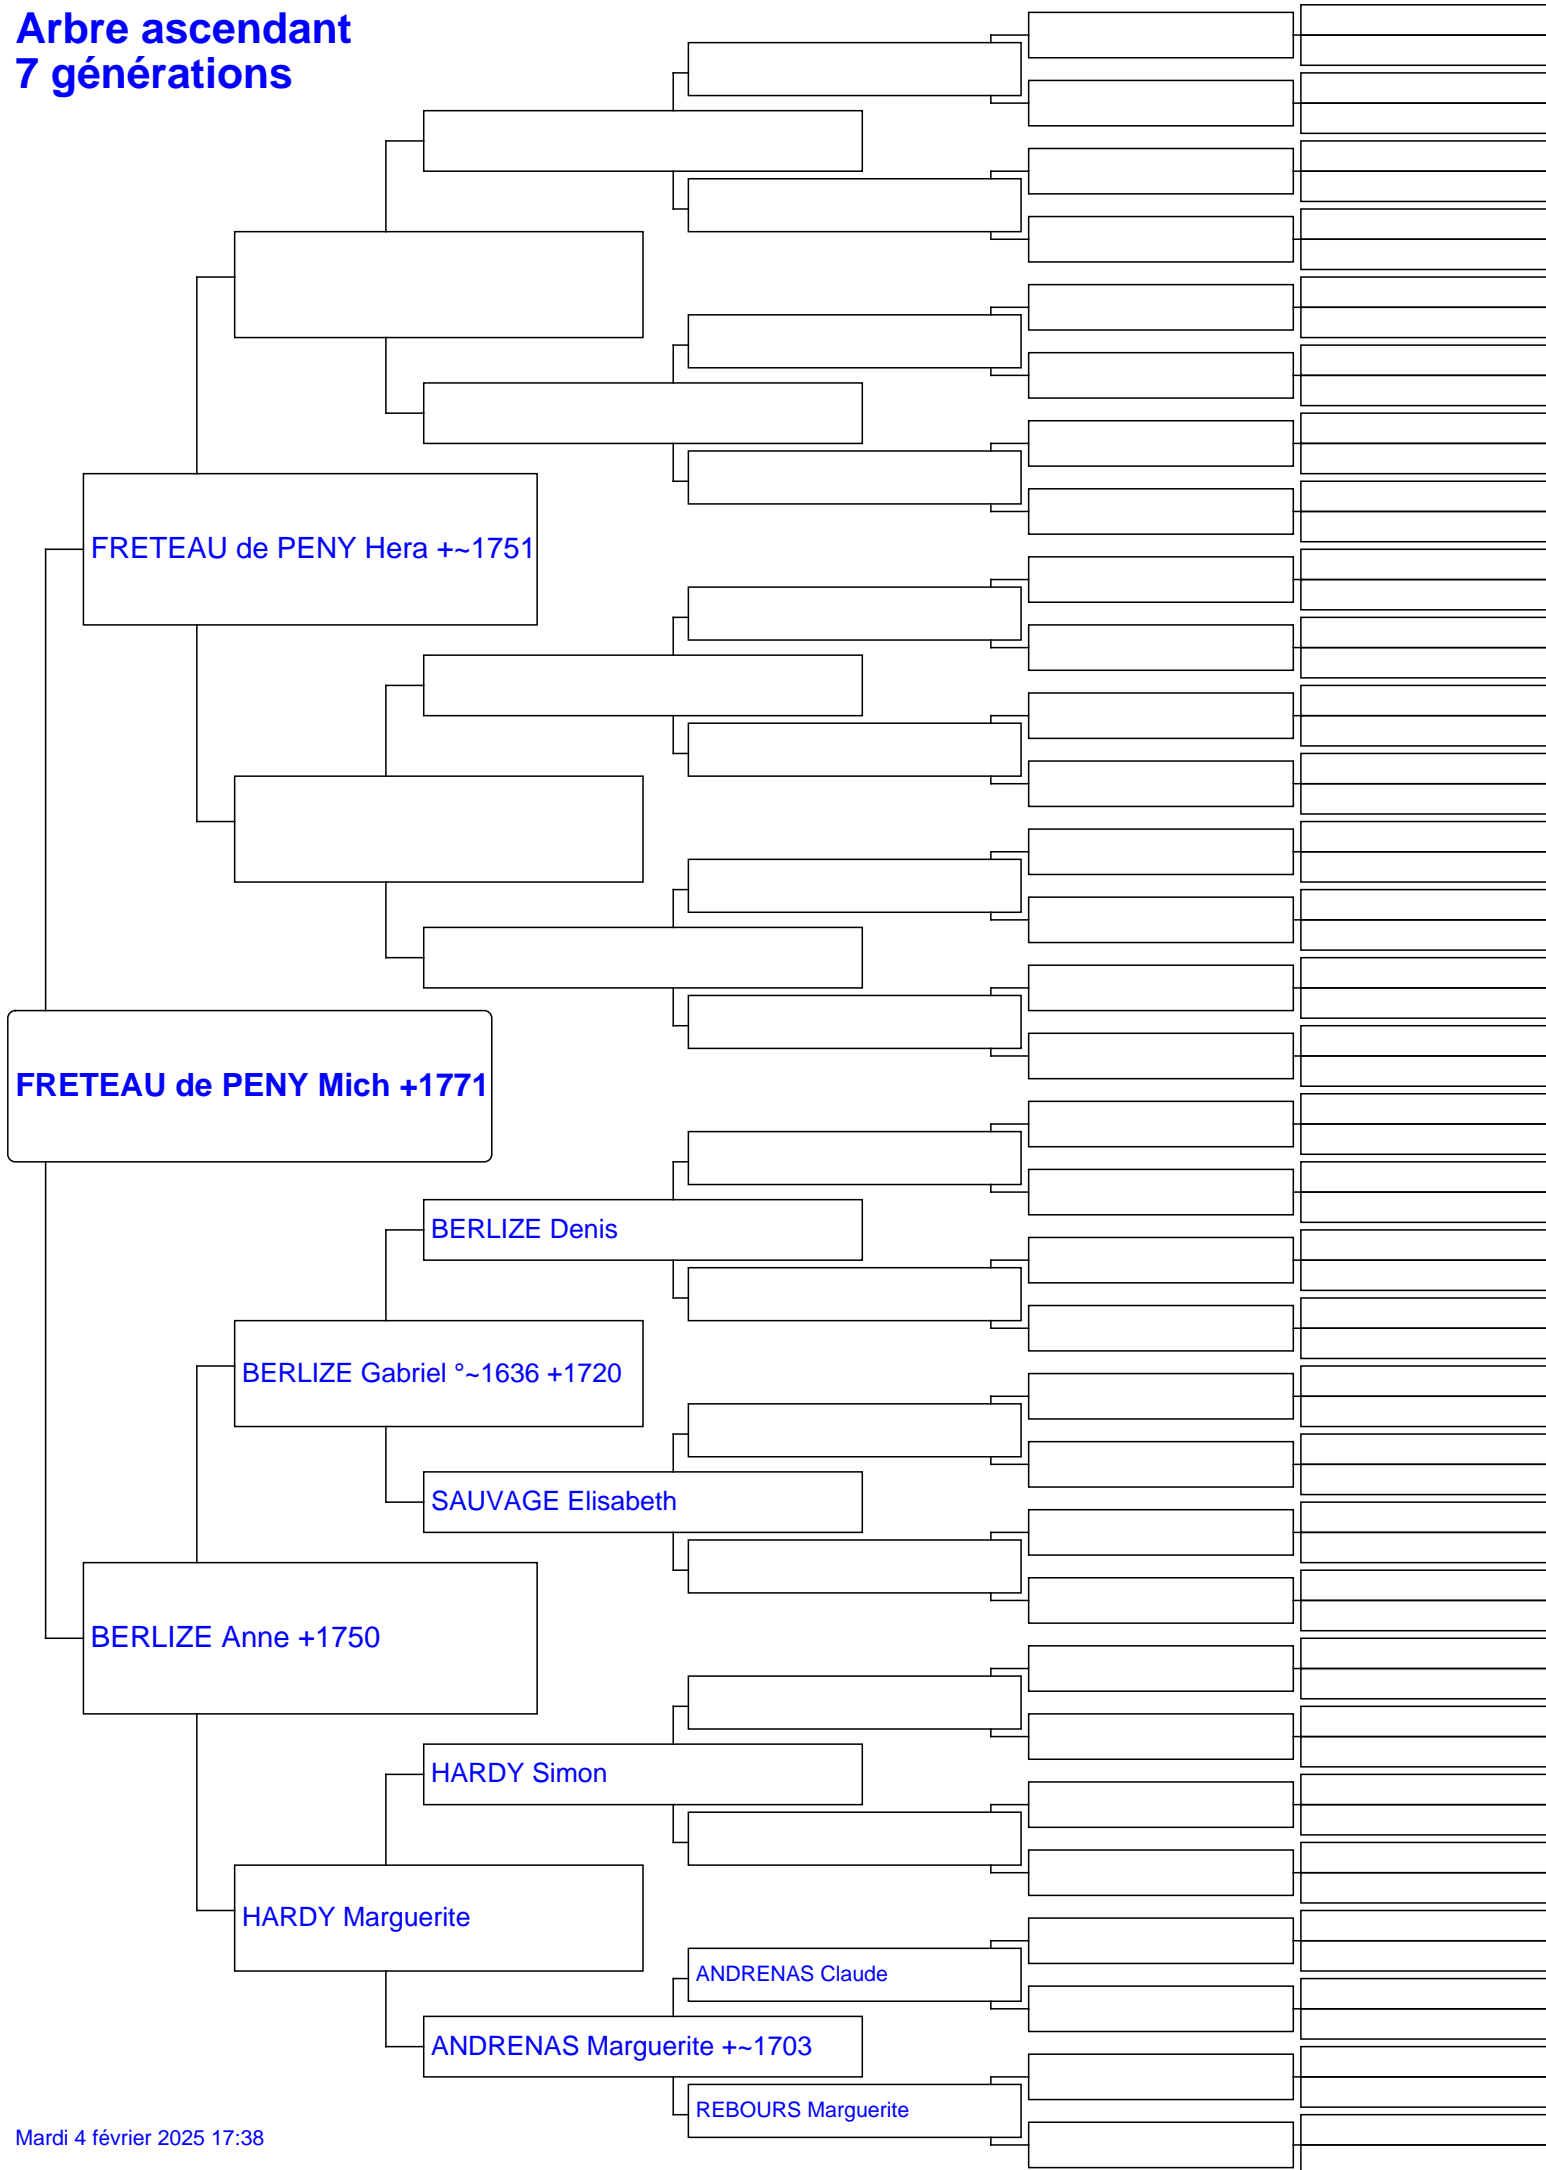 Arbre ascendant
7 générations
FRETEAU de PENY Hera +~1751
FRETEAU de PENY Mich +1771
BERLIZE Denis
BERLIZE Gabriel °~1636 +1720
SAUVAGE Elisabeth
BERLIZE Anne +1750
HARDY Simon
HARDY Marguerite
ANDRENAS Claude
ANDRENAS Marguerite +~1703
REBOURS Marguerite
Mardi 4 février 2025 17:38